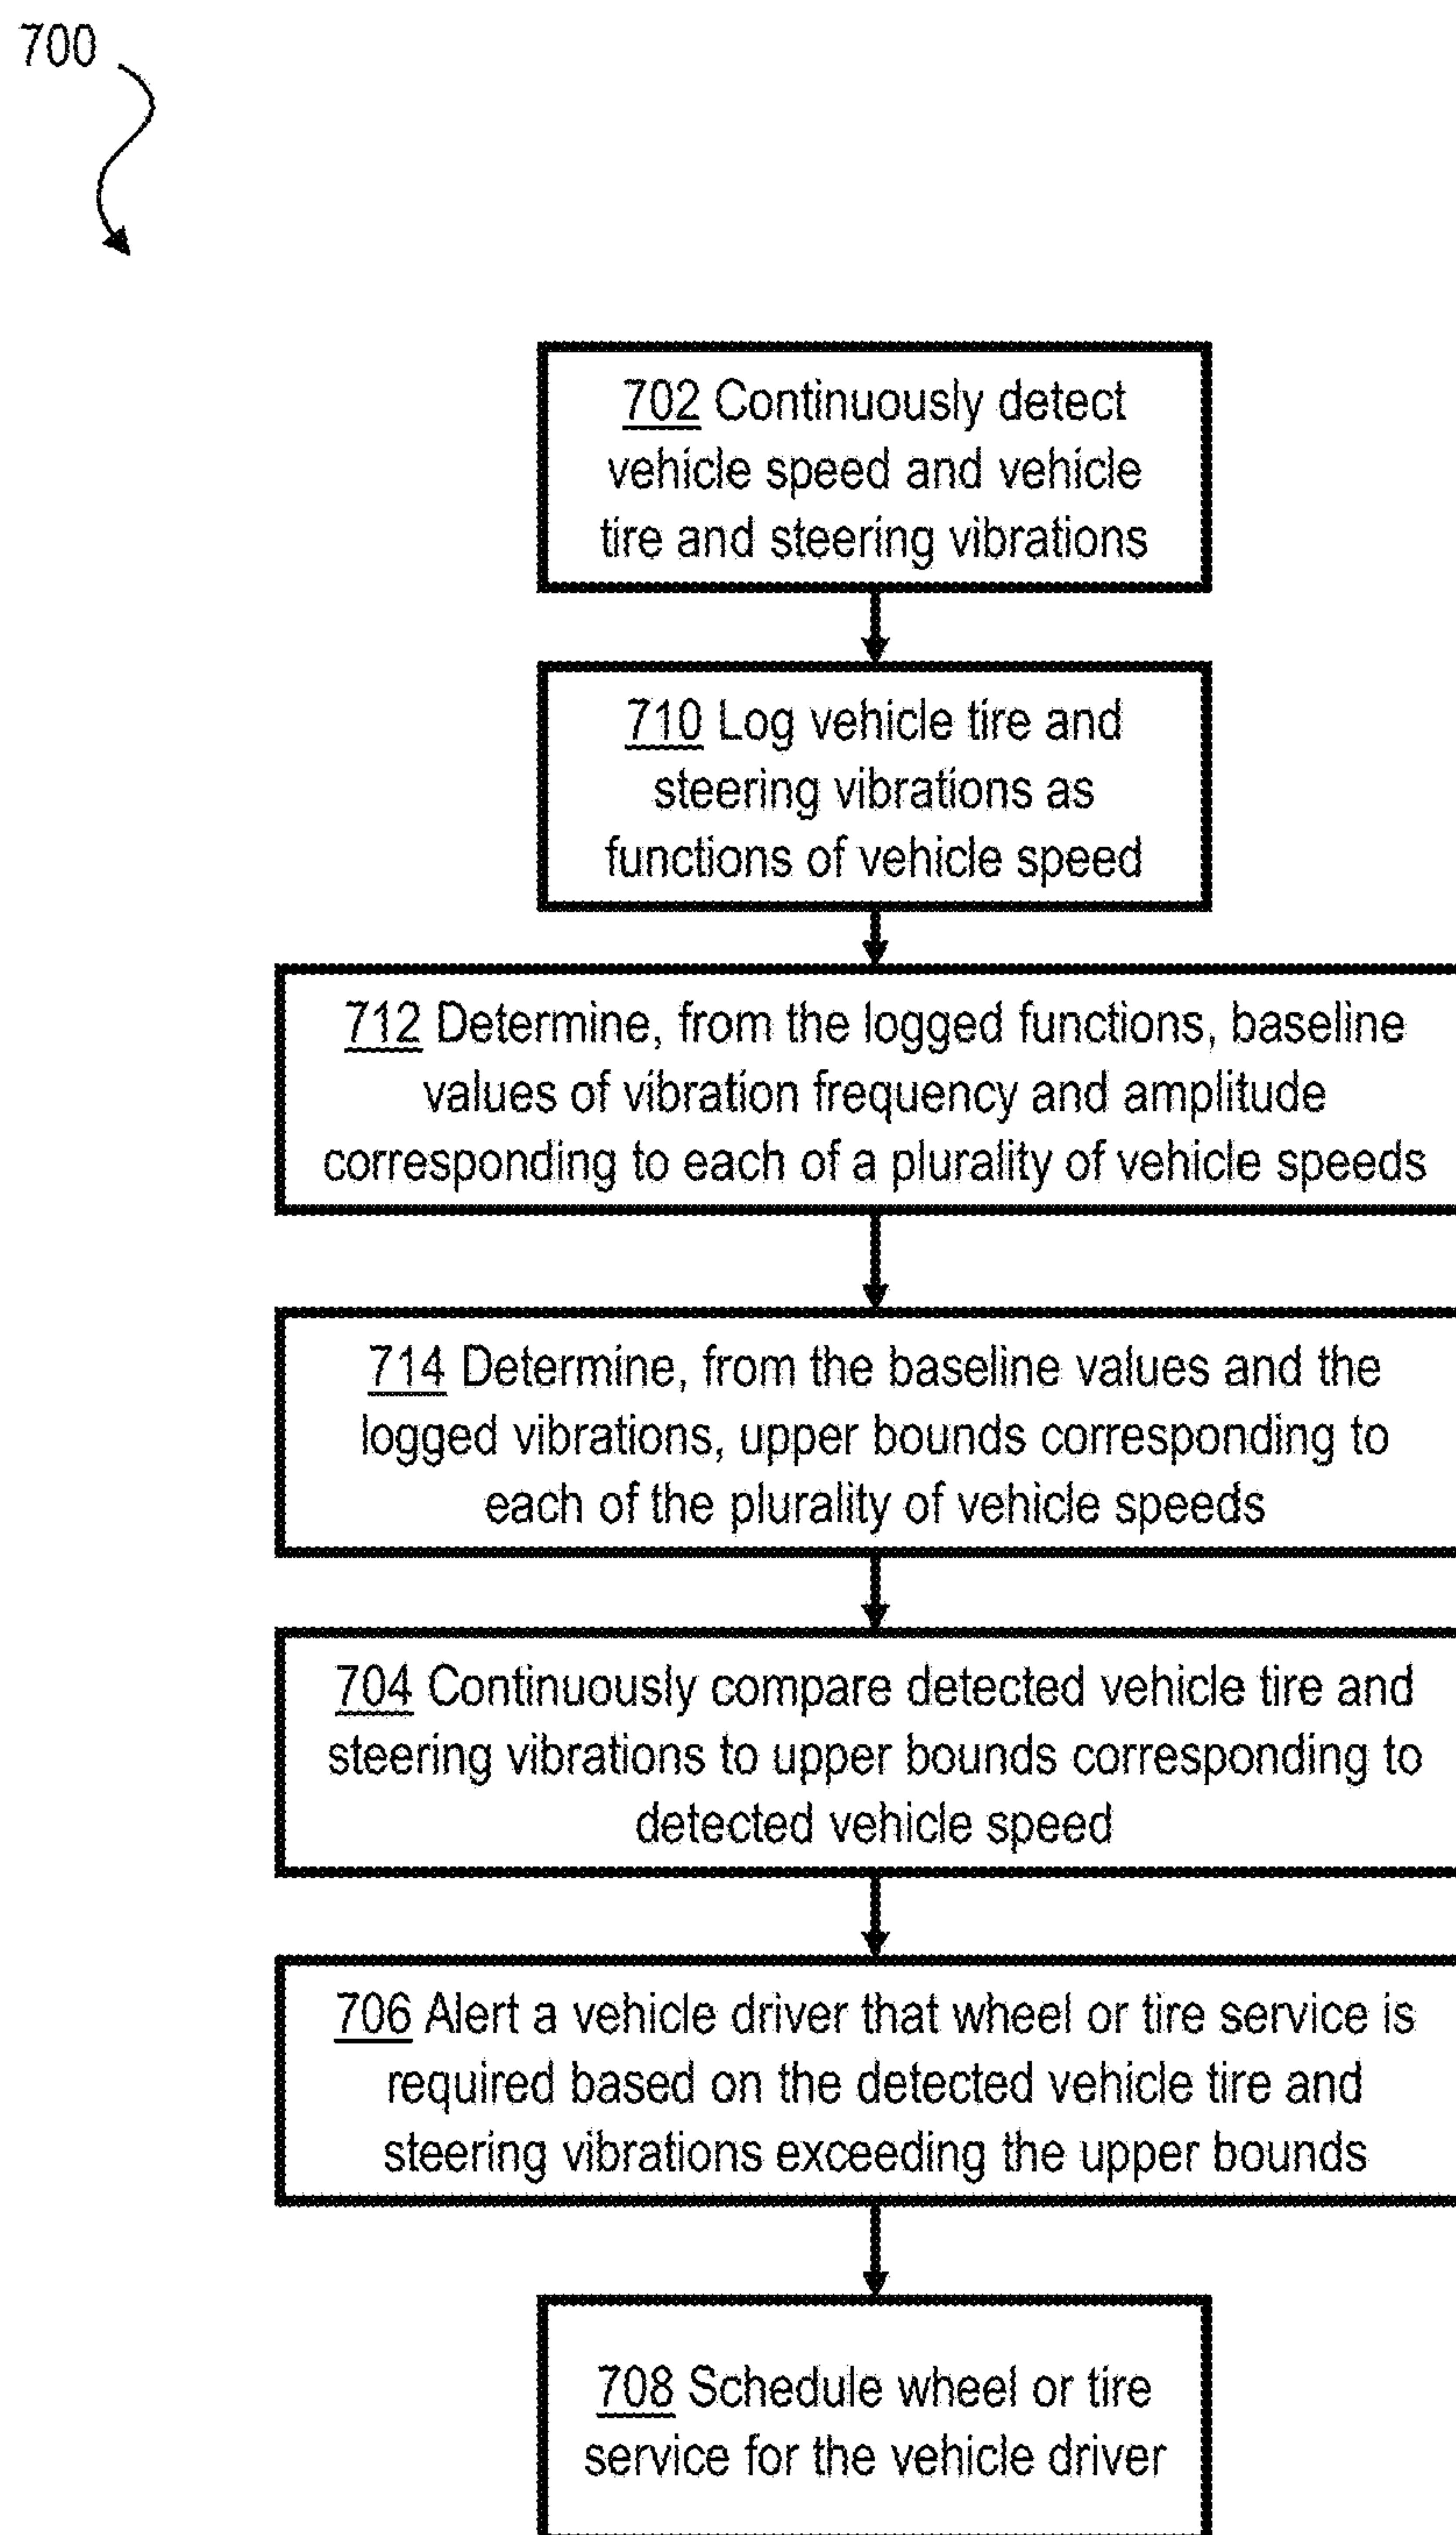 700
702 Continuously detect
vehicle speed and vehicle
tire and steering vibrations
710 Log vehicle tire and
steering vibrations as
functions of vehicle speed
712 Determine, from the logged functions, baseline
values of vibration frequency and amplitude
corresponding to each of a plurality of vehicle speeds
714 Determine, from the baseline values and the
logged vibrations, upper bounds corresponding to
each of the plurality of vehicle speeds
704 Continuously compare detected vehicle tire and
steering vibrations to upper bounds corresponding to
detected vehicle speed
706 Alert a vehicle driver that wheel or tire service is
required based on the detected vehicle tire and
steering vibrations exceeding the upper bounds
708 Schedule wheel or tire
service for the vehicle driver